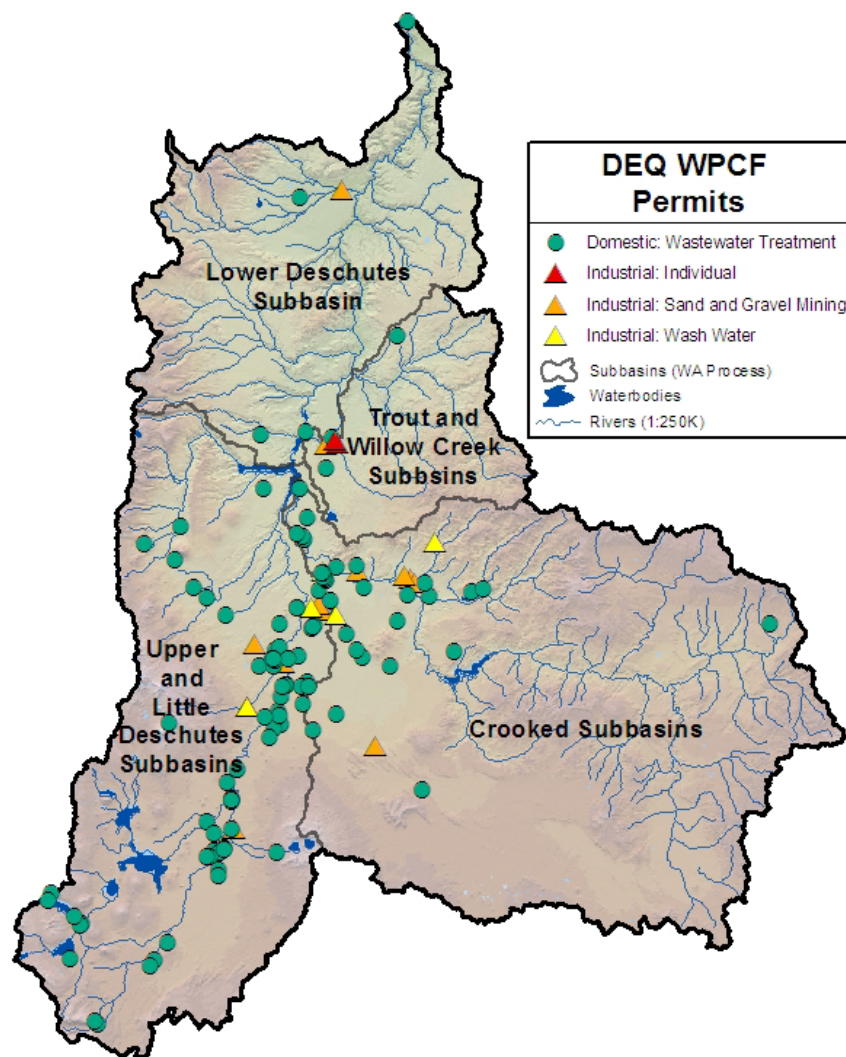 DEQ WPCF
Permits
Domestic: Wastewater Treatment
Industrial: Individual
Industrial: Sand and Gravel Mining
Industrial: Wash Water
Subbasins (WA Process)
Waterbodies
Rivers (1:250K)
Lower Deschutes
Subbasin
Trout and
Willow Creek
Subbsins
Upper
and
Little
Deschutes
Subbasins
Crooked Subbasins